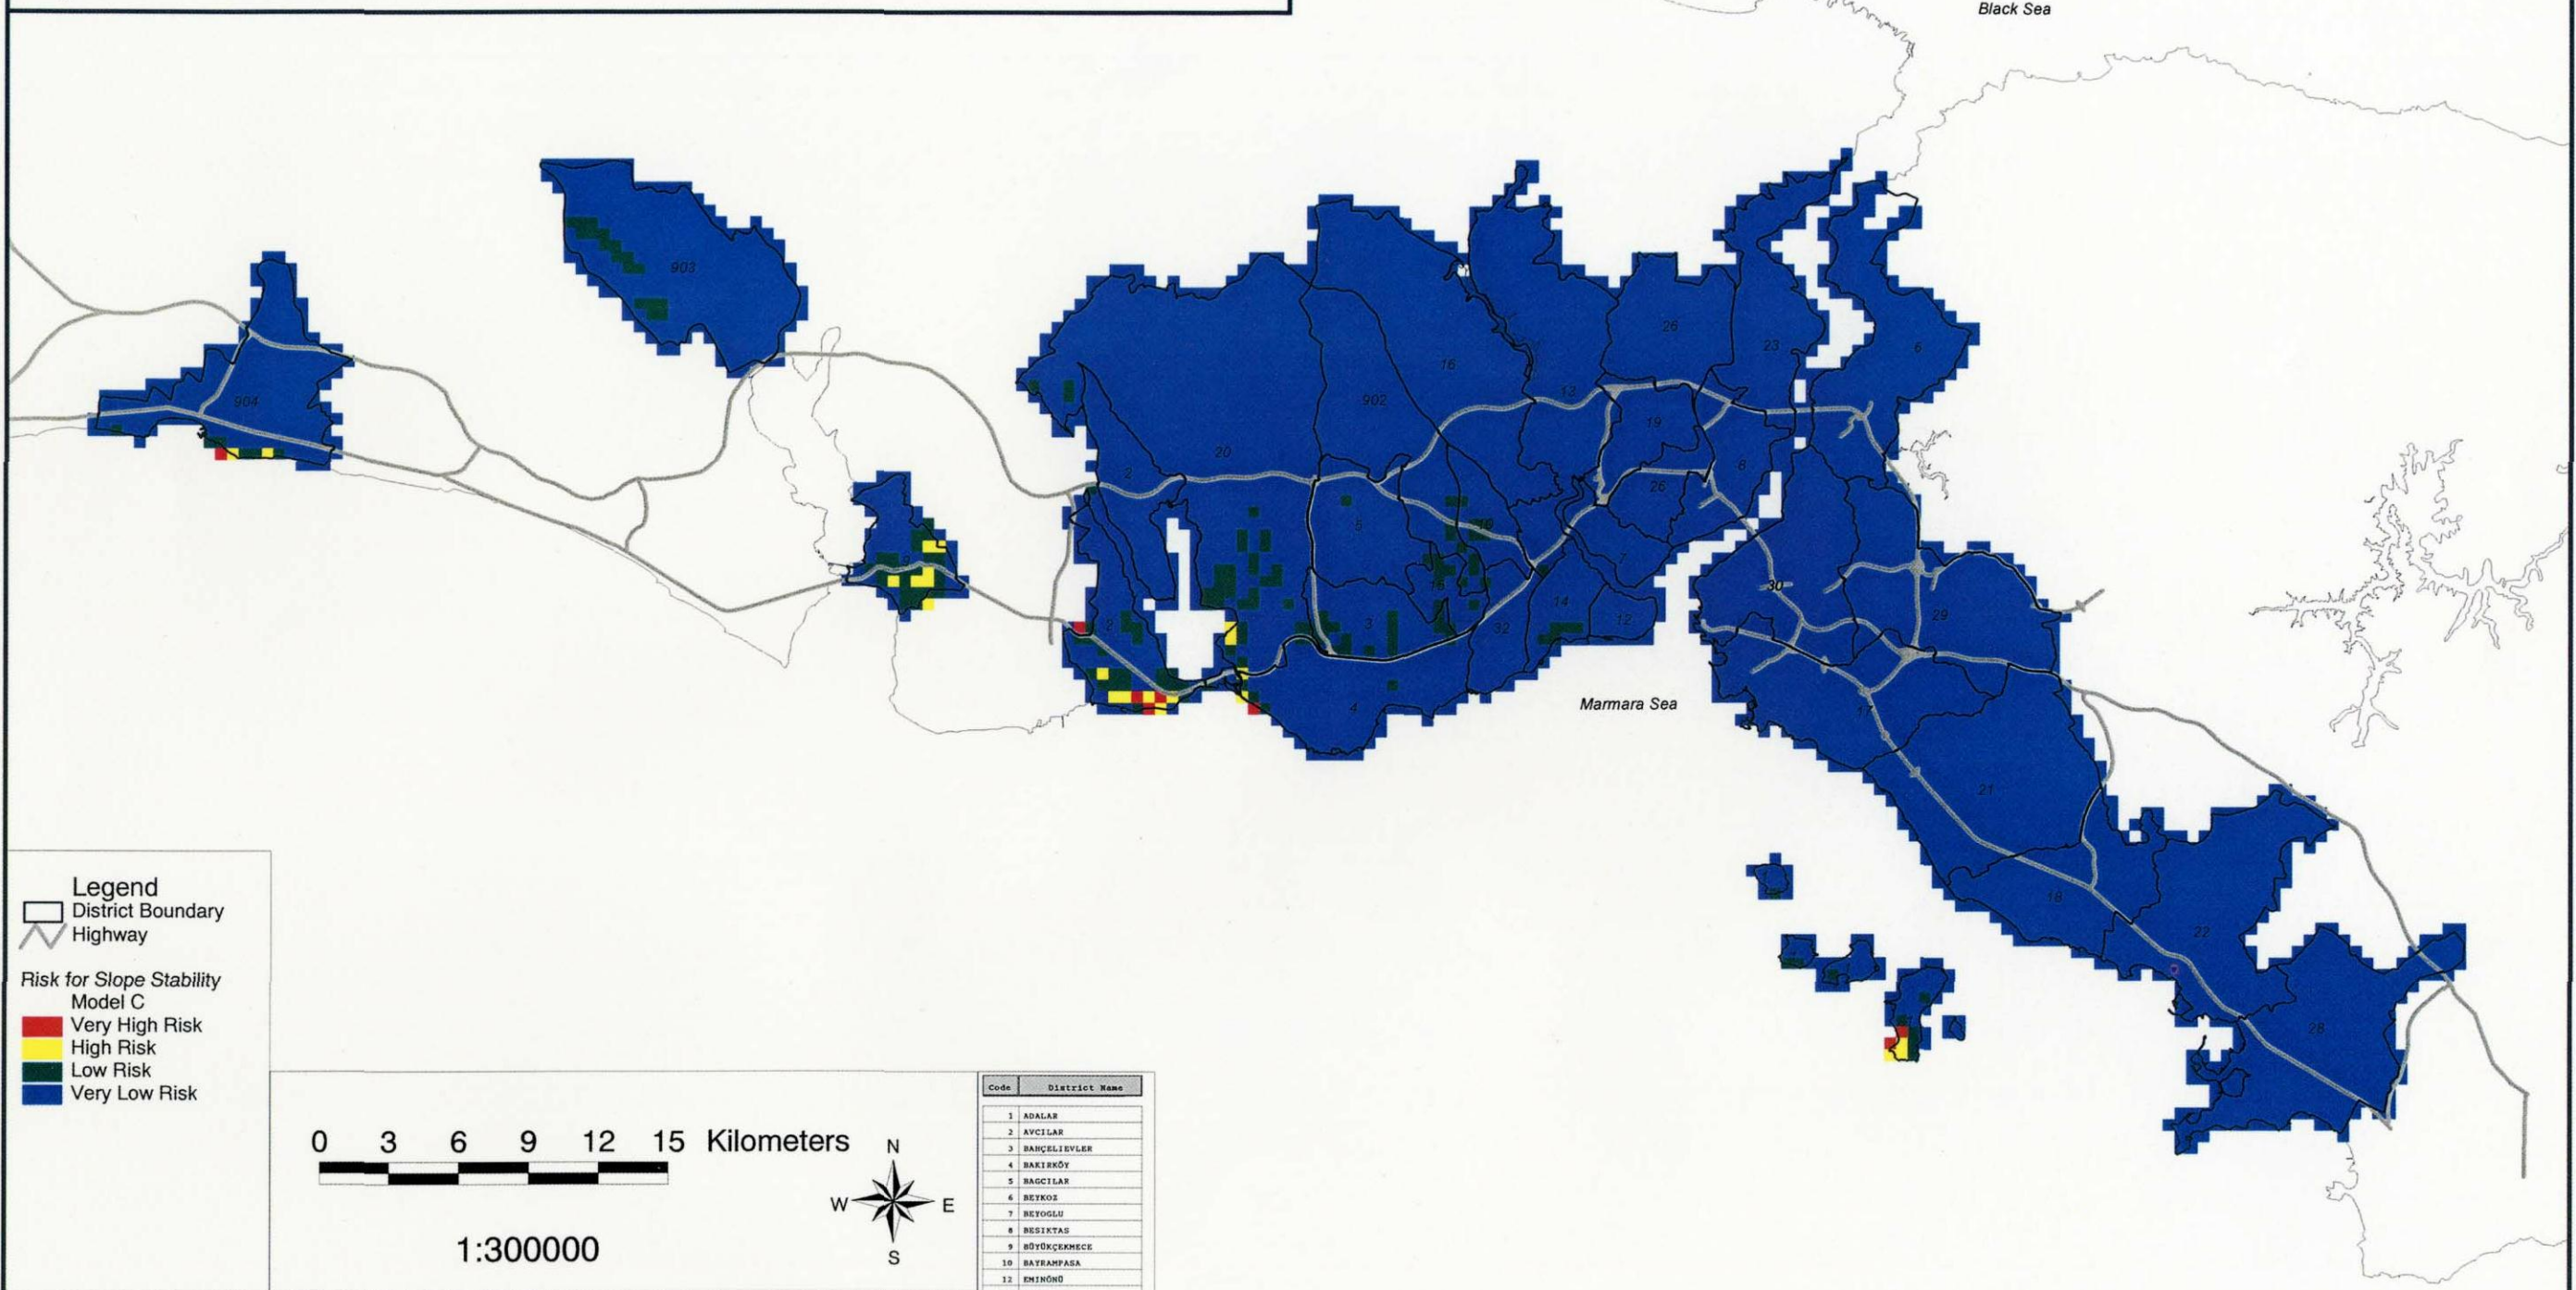 Black Sea
903
904
26
23
6
16
902
13
19
20
2
8
26
5
10
9
7
15
30
14
12
29
2
3
32
4
Marmara Sea
17
21
18
22
28
Legend
District Boundary
Highway
Risk for Slope Stability
Model C
Very High Risk
High Risk
Low Risk
Very Low Risk
0 3 6 9 12 15 Kilometers
1:300000
N
W E
S
Code District Name
1 ADALAR
2 AVCILAR
3 BAHÇELIEVLER
4 BAKIRKÖY
5 BAGCILAR
6 BEYKOZ
7 BEYOGLU
8 BESIKTAS
9 BÜYÜKÇEKMECE
10 BAYRAMPASA
12 EMINÖNÜ